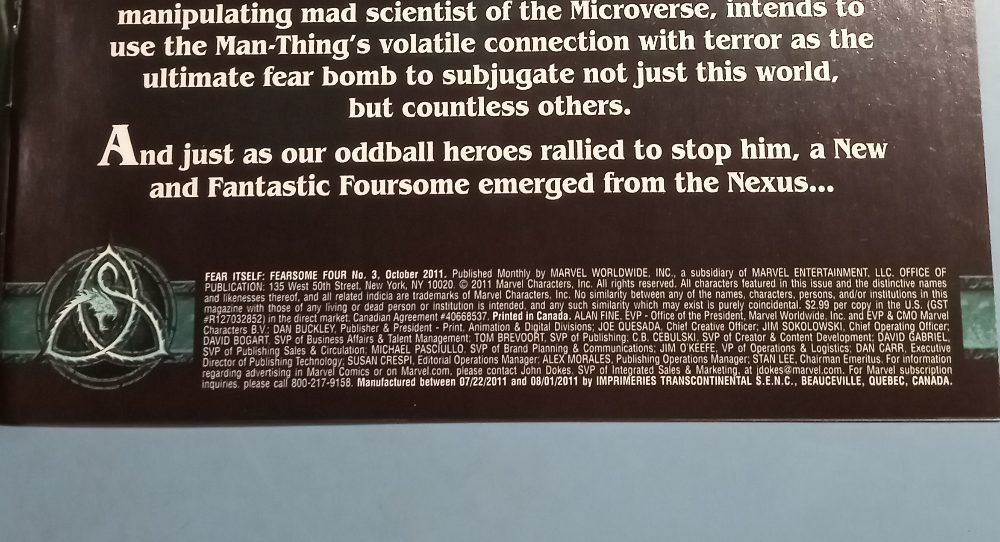 manipulating mad scientist of the Microverse, intends to
use the Man-Thing's volatile connection with terror as the
ultimate fear bomb to subjugate not just this world,
but countless others.
And just as our oddball heroes rallied to stop him, a New
and Fantastic Foursome emerged from the Nexus...
FEAR ITSELF: FEARSOME FOUR No. 3, October 2011. Published Monthly by MARVEL WORLDWIDE, INC., a subsidiary of MARVEL ENTERTAINMENT, LLC. OFFICE OF
PUBLICATION: 135 West 50th Street, New York, NY 10020. © 2011 Marvel Characters, Inc. All rights reserved. All characters featured in this issue and the distinctive names
and likenesses thereof, and all related indicia are trademarks of Marvel Characters, Inc. No similarity between any of the names, characters, persons, and/or institutions in this
magazine with those of any living or dead person or institution is intended, and any such similarity which may exist is purely coincidental. $2.99 per copy in the U.S. (GST
#R127032852) in the direct market. Canadian Agreement #40668537. Printed in Canada. ALAN FINE, EVP - Office of the President, Marvel Worldwide, Inc. and EVP & CMO Marvel
Characters B.V.; DAN BUCKLEY, Publisher & President - Print, Animation & Digital Divisions; JOE QUESADA, Chief Creative Officer; JIM SOKOLOWSKI, Chief Operating Officer;
DAVID BOGART, SVP of Business Affairs & Talent Management; TOM BREVOORT, SVP of Publishing; C.B. CEBULSKI, SVP of Creator & Content Development; DAVID GABRIEL,
SVP of Publishing Sales & Circulation; MICHAEL PASCIULLO, SVP of Brand Planning & Communications; JIM O'KEEFE, VP of Operations & Logistics; DAN CARR, Executive
Director of Publishing Technology; SUSAN CRESPI, Editorial Operations Manager; ALEX MORALES, Publishing Operations Manager; STAN LEE, Chairman Emeritus. For information
regarding advertising in Marvel Comics or on Marvel.com, please contact John Dokes, SVP of Integrated Sales & Marketing, at jdokes@marvel.com. For Marvel subscription
inquiries, please call 800-217-9158. Manufactured between 07/22/2011 and 08/01/2011 by IMPRIMERIES TRANSCONTINENTAL S.E.N.C., BEAUCEVILLE, QUEBEC, CANADA.